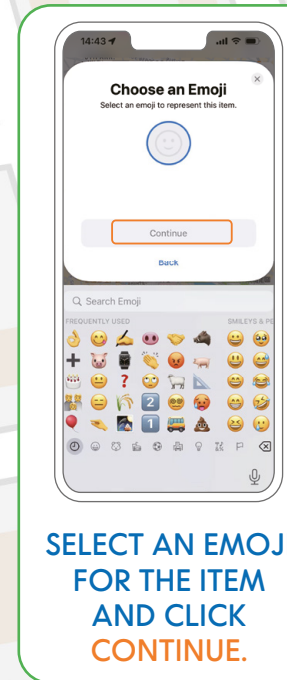 14:43
Choose an Emoji
Select an emoji to represent this item.
Continue
Back
Search Emoji
FREQUENTLY USED SMILEYS & PE
SELECT AN EMOJ
FOR THE ITEM
AND CLICK
CONTINUE.